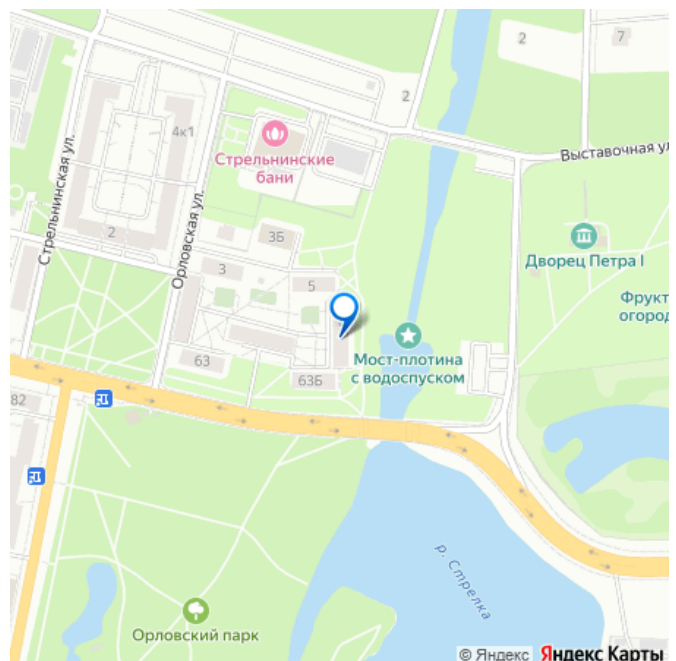 2
7
2
4к1
Стрельнинские
бани
Выставочная ул
Стрельнинская ул.
Орловская ул.
2
3Б
3
5
Дворец Петра I
Фрукт
огород
Мост-плотина
с водоспуском
63
63Б
82
р. Стрелка
Орловский парк
© Яндекс Яндекс Карты